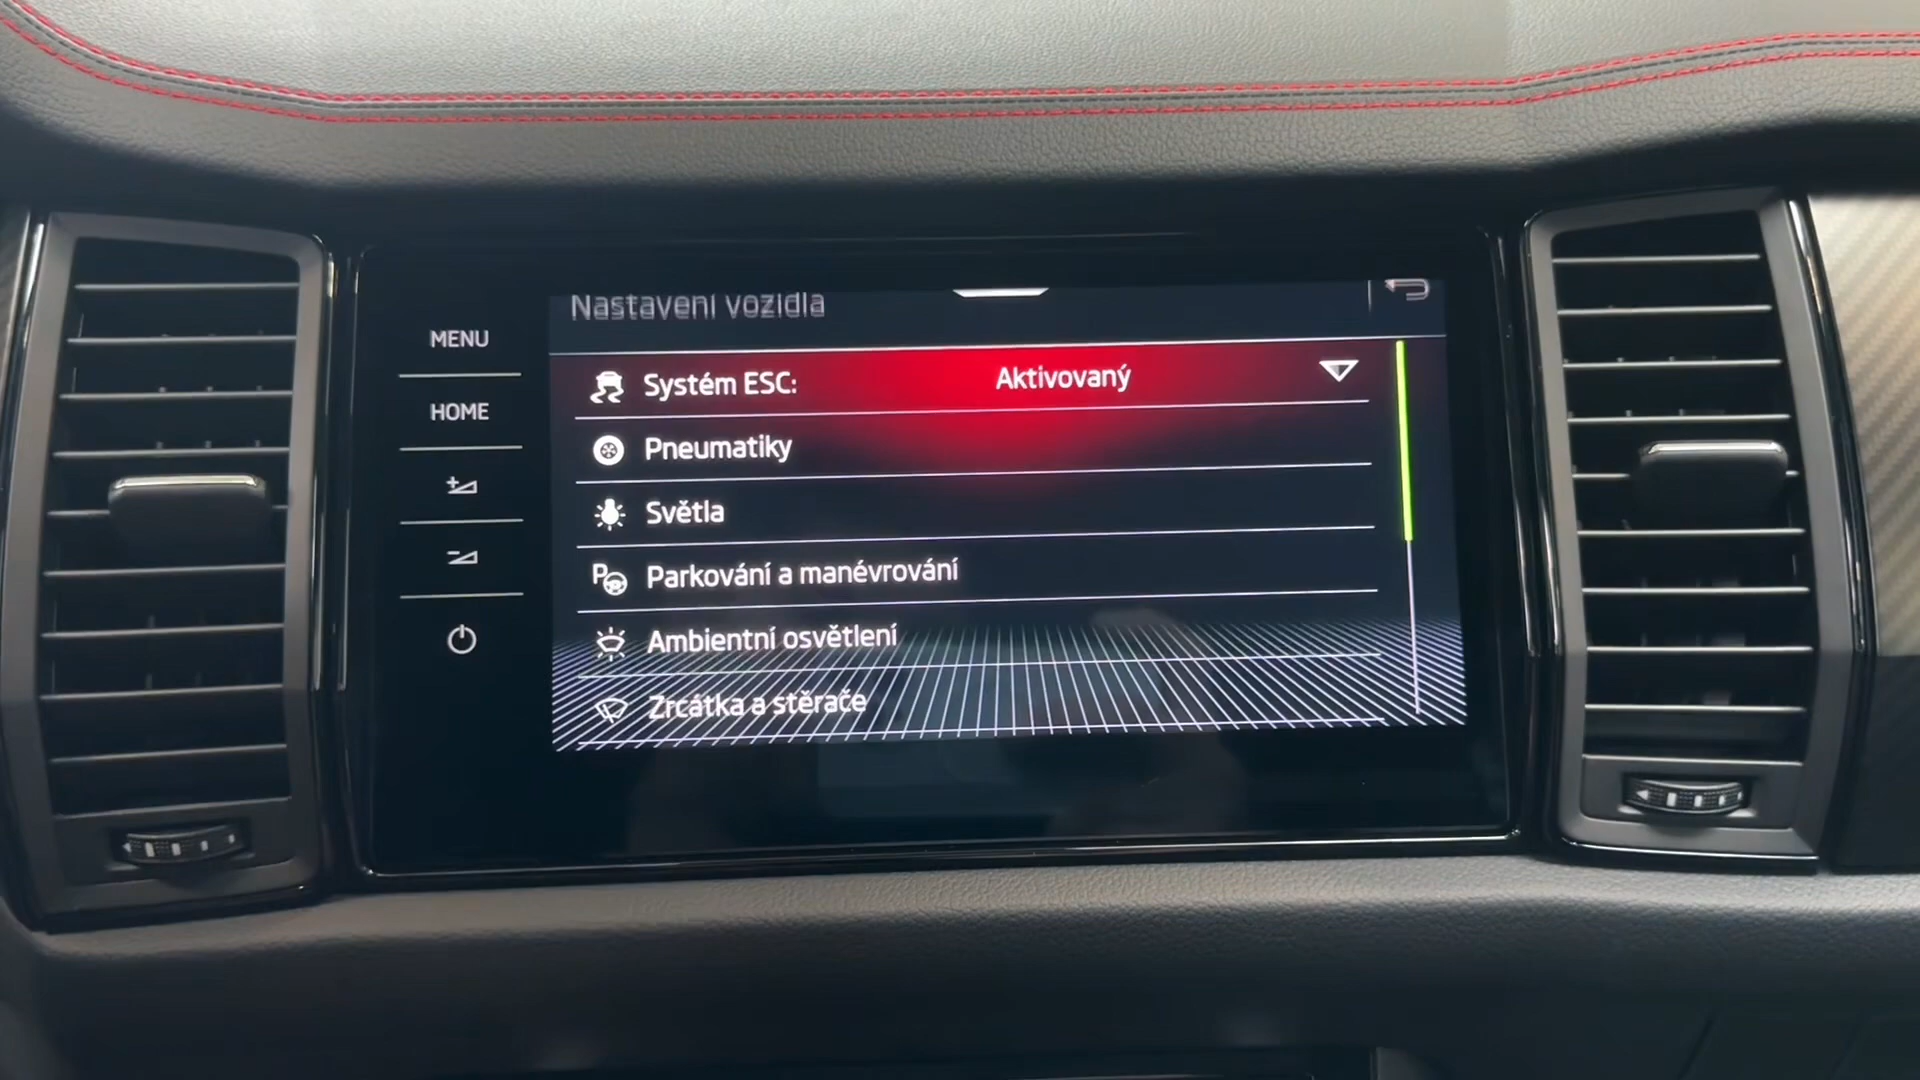 Nastavení vozidla
MENU
HOME
Systém ESC: Aktivovaný
Pneumatiky
Světla
Parkování a manévrování
Ambientní osvětlení
Zrcátka a stěrače